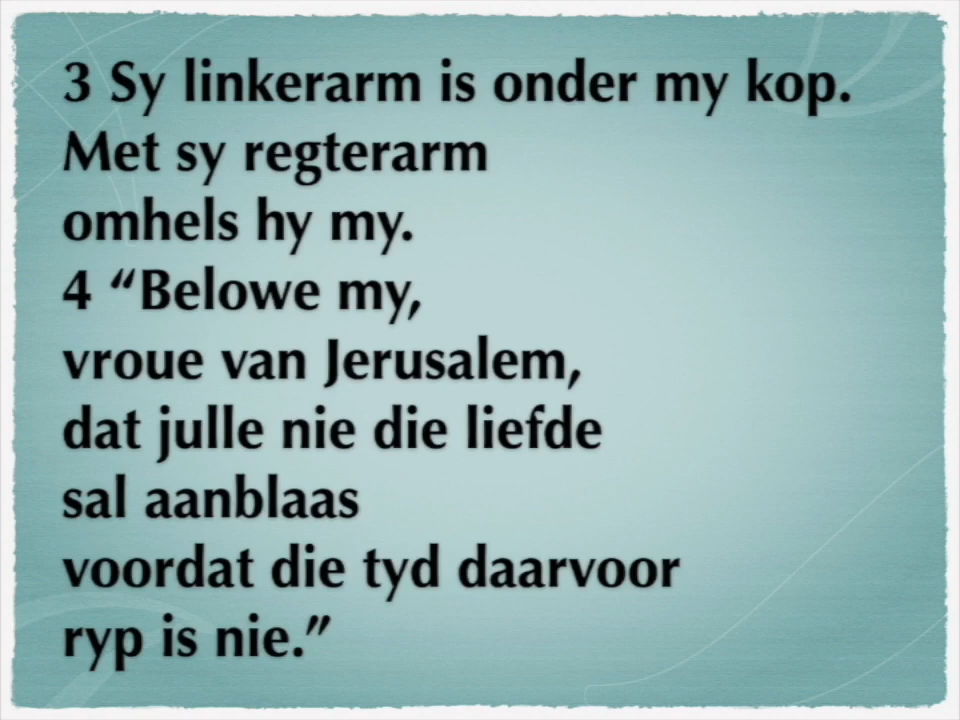 3 Sy linkerarm is onder my kop.
Met sy regterarm
omhels hy my.
4 “Belowe my,
vroue van Jerusalem,
dat julle nie die liefde
sal aanblaas
voordat die tyd daarvoor
ryp is nie.”